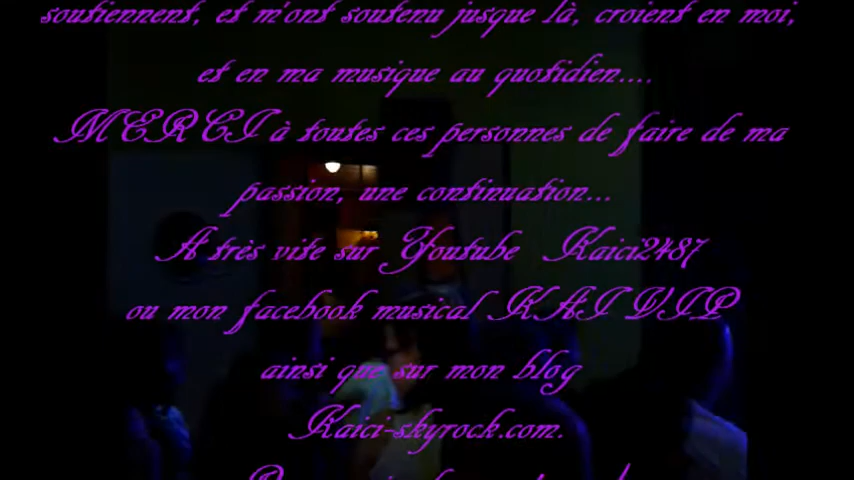 soutiennent, et m'ont soutenu jusque là, croient en moi,
et en ma musique au quotidien....
MERCI à toutes ces personnes de faire de ma
passion, une continuation...
A très vite sur Youtube Kaici2487
ou mon facebook musical KAI VIP
ainsi que sur mon blog
Kaici-skyrock.com.